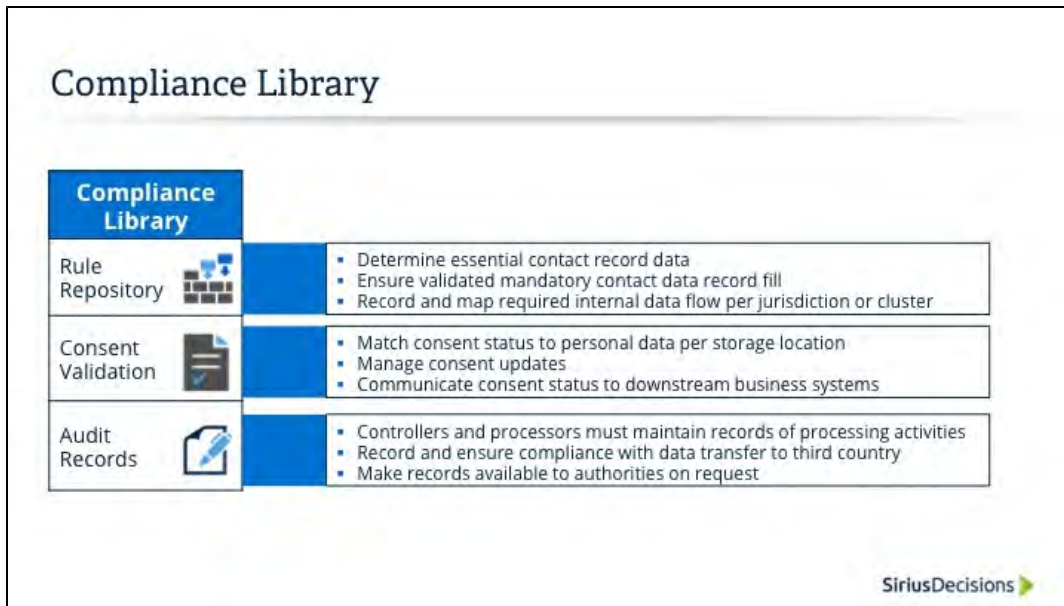 Compliance Library
Compliance
Library
Rule
Repository
▪ Determine essential contact record data
▪ Ensure validated mandatory contact data record fill
▪ Record and map required internal data flow per jurisdiction or cluster
Consent
Validation
▪ Match consent status to personal data per storage location
▪ Manage consent updates
▪ Communicate consent status to downstream business systems
Audit
Records
▪ Controllers and processors must maintain records of processing activities
▪ Record and ensure compliance with data transfer to third country
▪ Make records available to authorities on request
SiriusDecisions